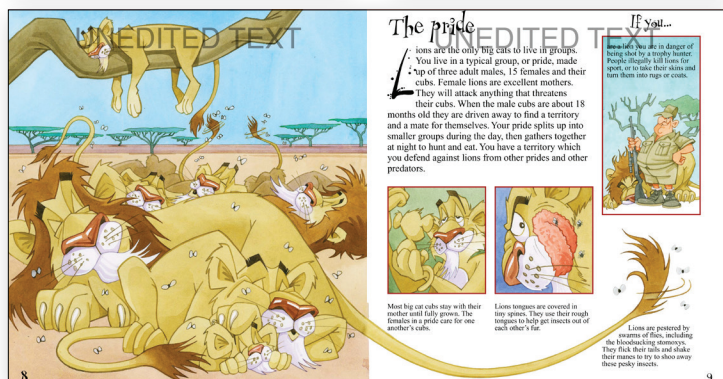 UNEDITED TEXT
8
The pride
UNEDITED TEXT
Lions are the only big cats to live in groups.
You live in a typical group, or pride, made
up of three adult males, 15 females and their
cubs. Female lions are excellent mothers.
They will attack anything that threatens
their cubs. When the male cubs are about 18
months old they are driven away to find a territory
and a mate for themselves. Your pride splits up into
smaller groups during the day, then gathers together
at night to hunt and eat. You have a territory which
you defend against lions from other prides and other
predators.
If you...
are a lion you are in danger of
being shot by a trophy hunter.
People illegally kill lions for
sport, or to take their skins and
turn them into rugs or coats.
Most big cat cubs stay with their
mother until fully grown. The
females in a pride care for one
another's cubs.
Lions tongues are covered in
tiny spines. They use their rough
tongues to help get insects out of
each other's fur.
Lions are pestered by
swarms of flies, including
the bloodsucking stomoxys.
They flick their tails and shake
their manes to try to shoo away
these pesky insects.
9